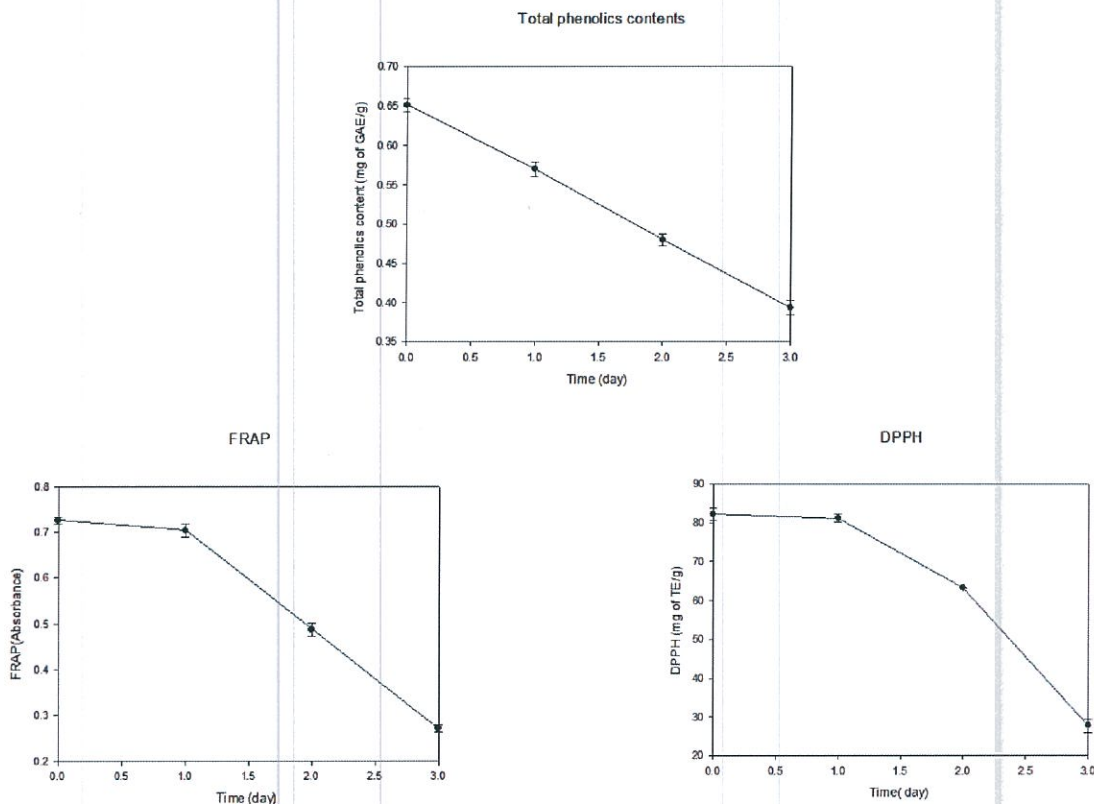 Total phenolics contents
Total phenolics content (mg of GAE/g)
0.70
0.65
0.60
0.55
0.50
0.45
0.40
0.35
0.0 0.5 1.0 1.5 2.0 2.5 3.0
Time (day)
FRAP
FRAP(Absorbance)
0.8
0.7
0.6
0.5
0.4
0.3
0.2
0.0 0.5 1.0 1.5 2.0 2.5 3.0
Time (day)
DPPH
DPPH (mg of TE/g)
90
80
70
60
50
40
30
20
0.0 0.5 1.0 1.5 2.0 2.5 3.0
Time( day)